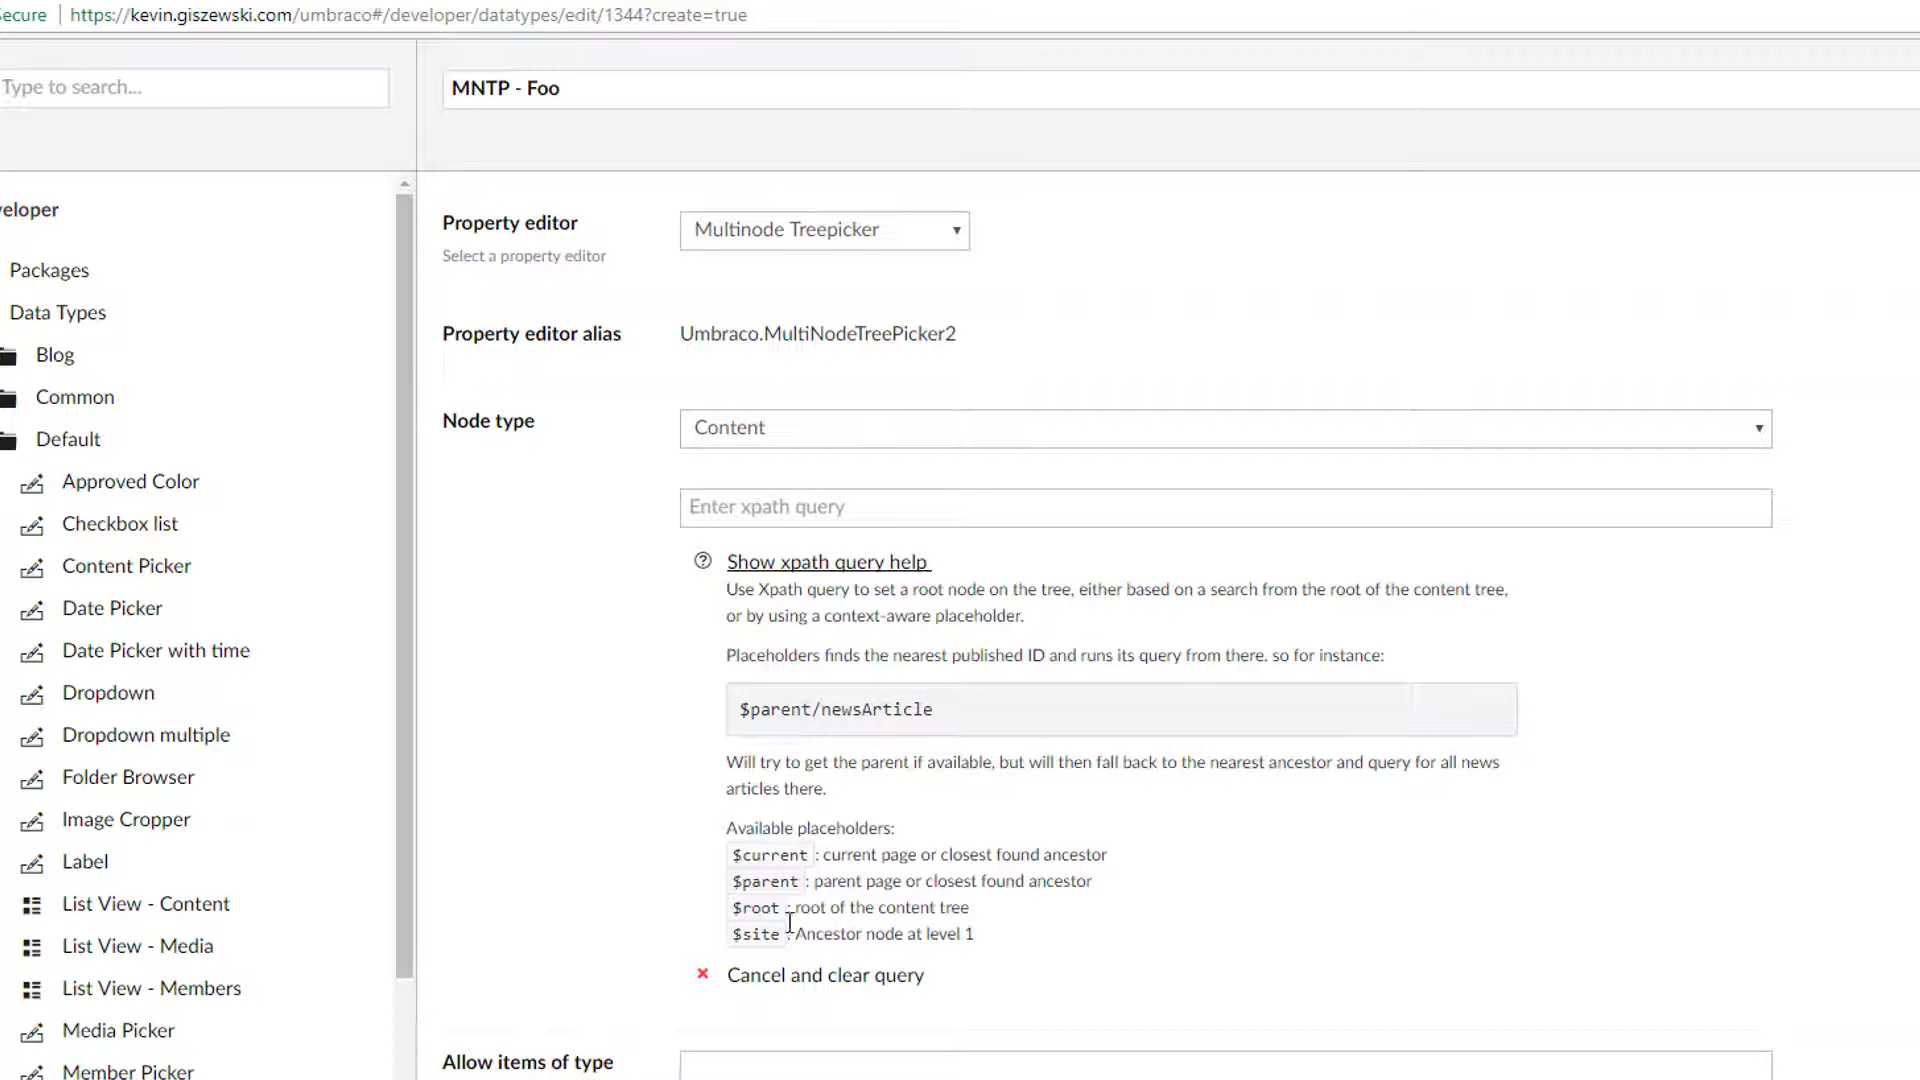 ecure https://kevin.giszewski.com/umbraco#/developer/datatypes/edit/1344?create=true
Type to search...
MNTP - Foo
veloper
Packages
Data Types
Blog
Common
Default
Approved Color
Checkbox list
Content Picker
Date Picker
Date Picker with time
Dropdown
Dropdown multiple
Folder Browser
Image Cropper
Label
List View - Content
List View - Media
List View - Members
Media Picker
Member Picker
Property editor
Select a property editor
Multinode Treepicker
Property editor alias
Umbraco.MultiNodeTreePicker2
Node type
Content
Enter xpath query
Show xpath query help
Use Xpath query to set a root node on the tree, either based on a search from the root of the content tree,
or by using a context-aware placeholder.
Placeholders finds the nearest published ID and runs its query from there. so for instance:
$parent/newsArticle
Will try to get the parent if available, but will then fall back to the nearest ancestor and query for all news
articles there.
Available placeholders:
$current : current page or closest found ancestor
$parent : parent page or closest found ancestor
$root : root of the content tree
$site : Ancestor node at level 1
Cancel and clear query
Allow items of type